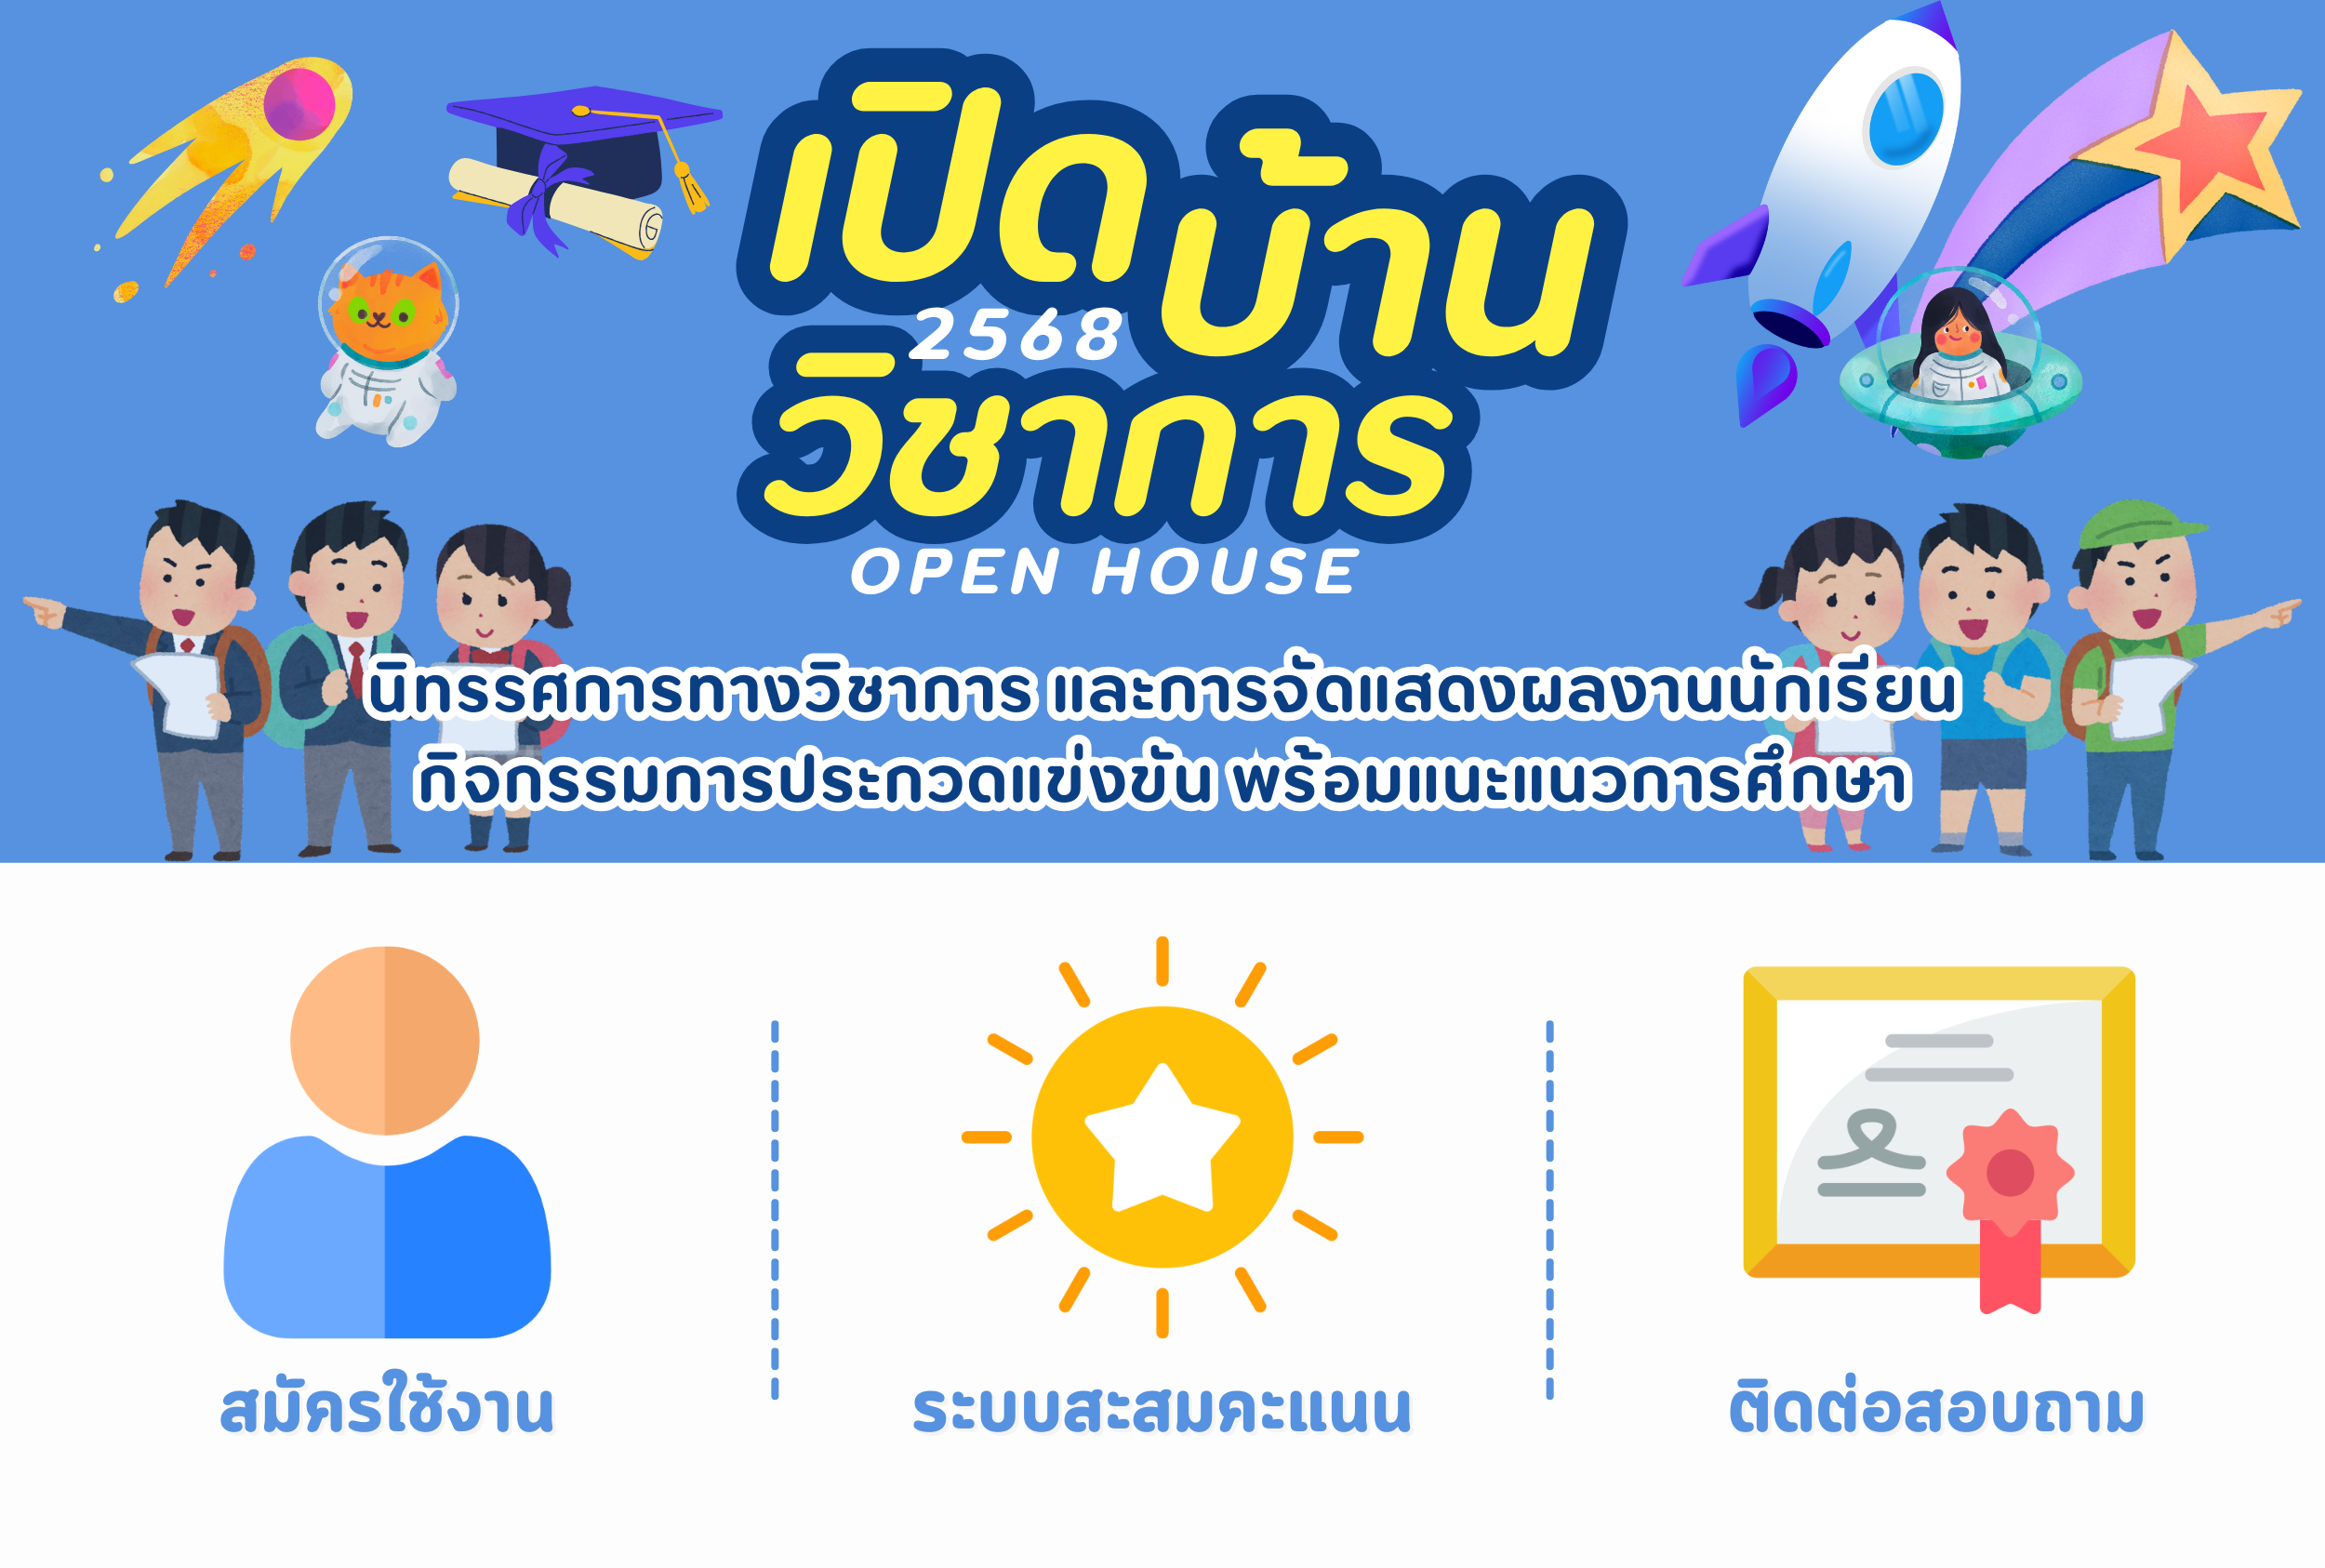 เปิดบ้าน
2568
วิชาการ
OPEN HOUSE
นิทรรศการทางวิชาการ และการจัดแสดงผลงานนักเรียน
กิจกรรมการประกวดแข่งขัน พร้อมแนะแนวการศึกษา
สมัครใช้งาน
ระบบสะสมคะแนน
ติดต่อสอบถาม